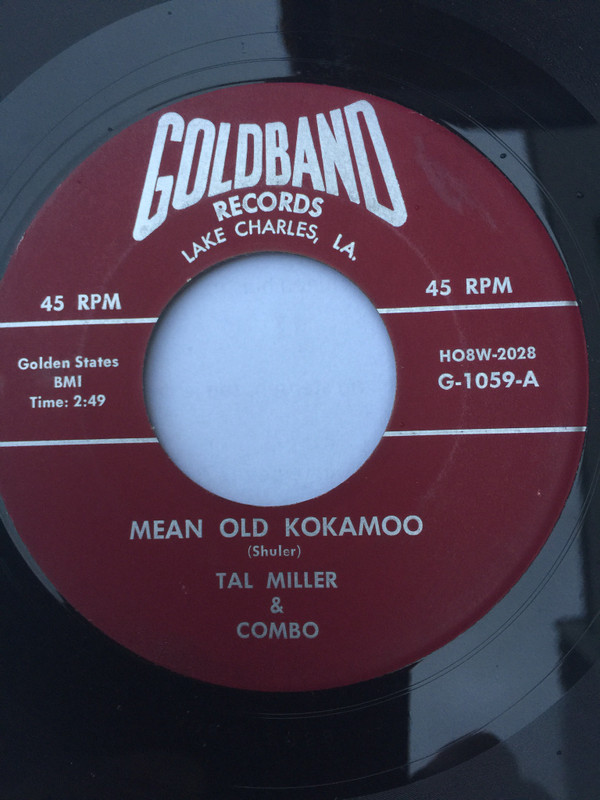 GOLDBAND
RECORDS
LAKE CHARLES, LA.
45 RPM
45 RPM
Golden States
BMI
Time: 2:49
HO8W-2028
G-1059-A
MEAN OLD KOKAMOO
(Shuler)
TAL MILLER
&
COMBO